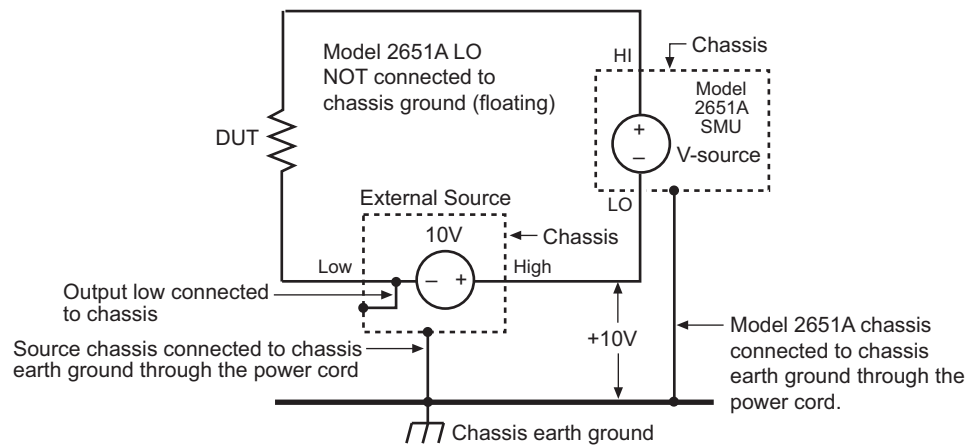 Model 2651A LO
NOT connected to
chassis ground (floating)
HI
Chassis
Model
2651A
SMU
+
–
V-source
DUT
LO
External Source
10V
Chassis
Low
– +
High
Output low connected
to chassis
Source chassis connected to chassis
earth ground through the power cord
+10V
Model 2651A chassis
connected to chassis
earth ground through the
power cord.
Chassis earth ground